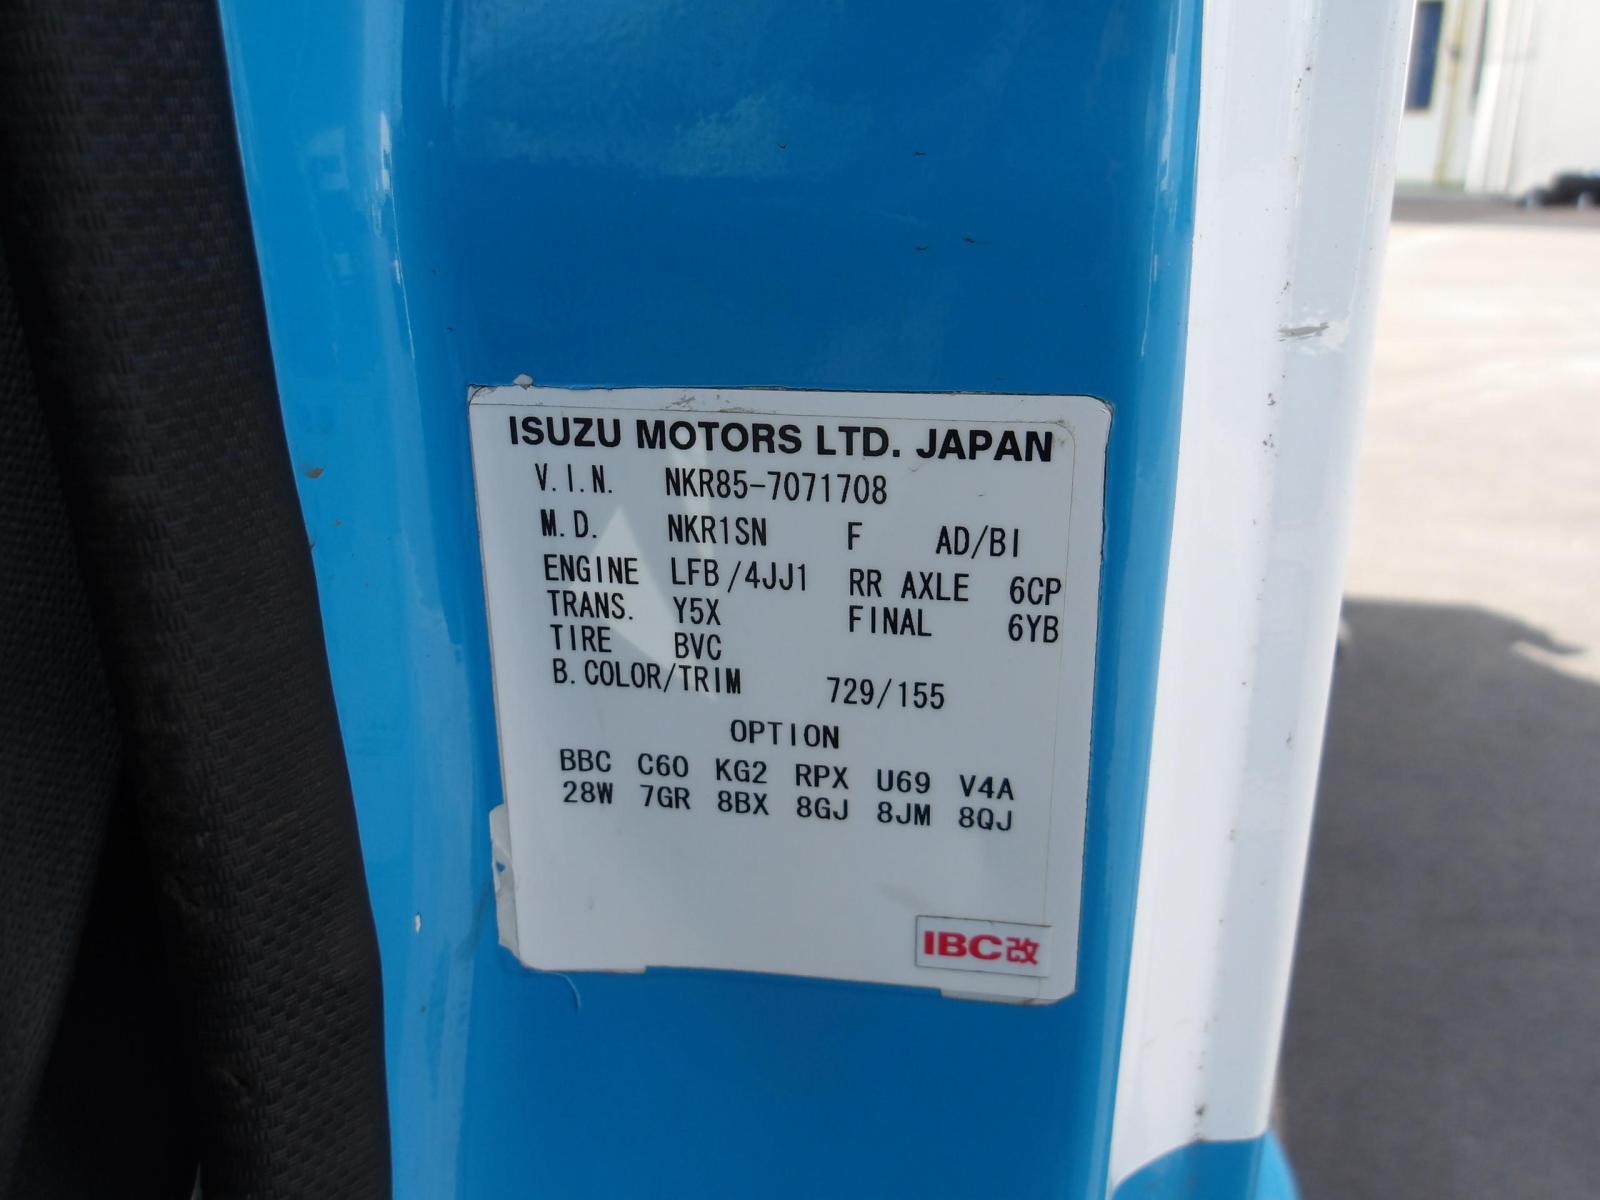 ISUZU MOTORS LTD. JAPAN
V.I.N. NKR85-7071708
M.D. NKR1SN F AD/BI
ENGINE LFB/4JJ1 RR AXLE 6CP
TRANS. Y5X FINAL 6YB
TIRE BVC
B.COLOR/TRIM 729/155
OPTION
BBC C60 KG2 RPX U69 V4A
28W 7GR 8BX 8GJ 8JM 8QJ
IBC改